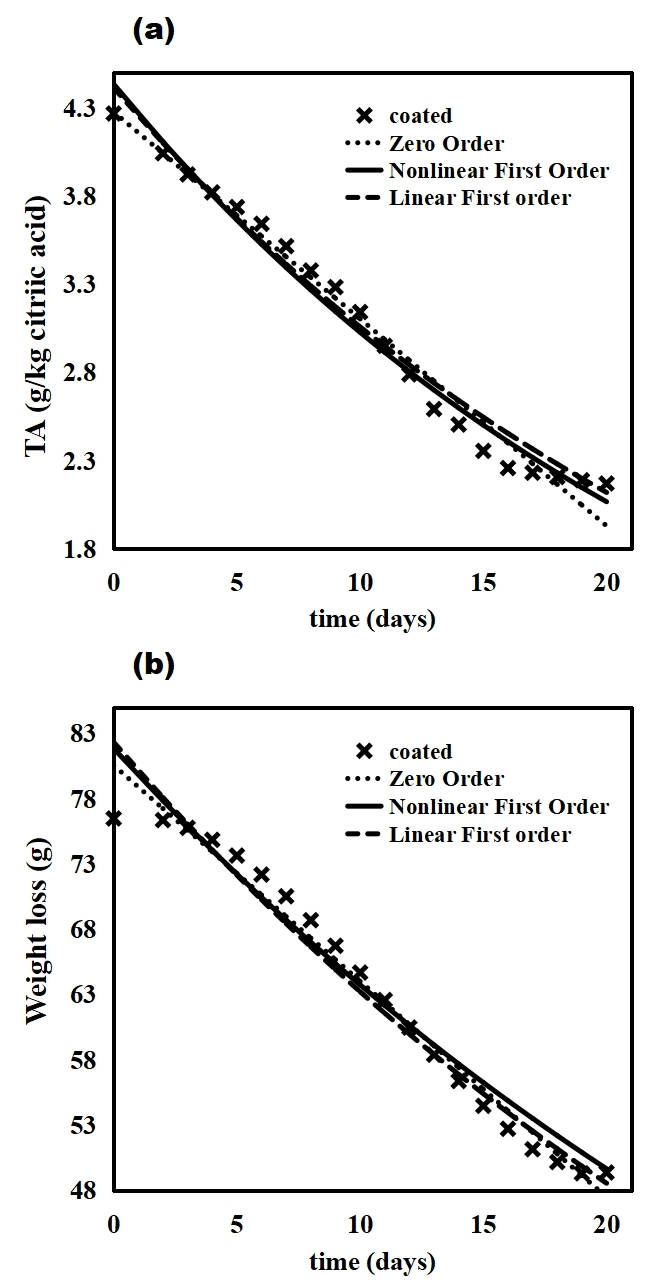 (a)
4.3
3.8
3.3
2.8
2.3
1.8
TA (g/kg citriic acid)
coated
Zero Order
Nonlinear First Order
Linear First order
0 5 10 15 20
time (days)
(b)
83
78
73
68
63
58
53
48
Weight loss (g)
coated
Zero Order
Nonlinear First Order
Linear First order
0 5 10 15 20
time (days)